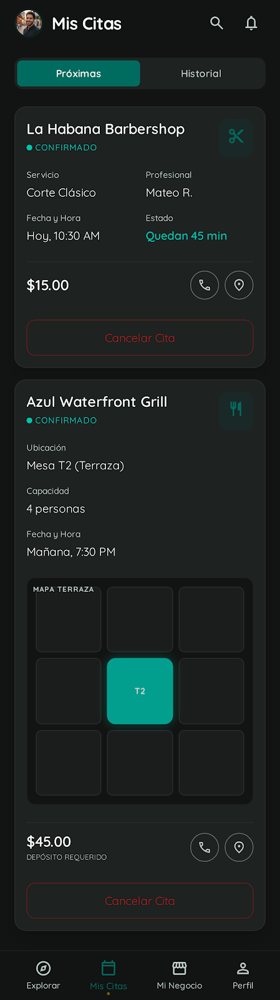 Mis Citas
Próximas
Historial
La Habana Barbershop
CONFIRMADO
Servicio
Profesional
Corte Clásico
Mateo R.
Fecha y Hora
Estado
Hoy, 10:30 AM
Quedan 45 min
$15.00
Cancelar Cita
Azul Waterfront Grill
CONFIRMADO
Ubicación
Mesa T2 (Terraza)
Capacidad
4 personas
Fecha y Hora
Mañana, 7:30 PM
MAPA TERRAZA
T2
$45.00
DEPÓSITO REQUERIDO
Cancelar Cita
Explorar
Mis Citas
Mi Negocio
Perfil